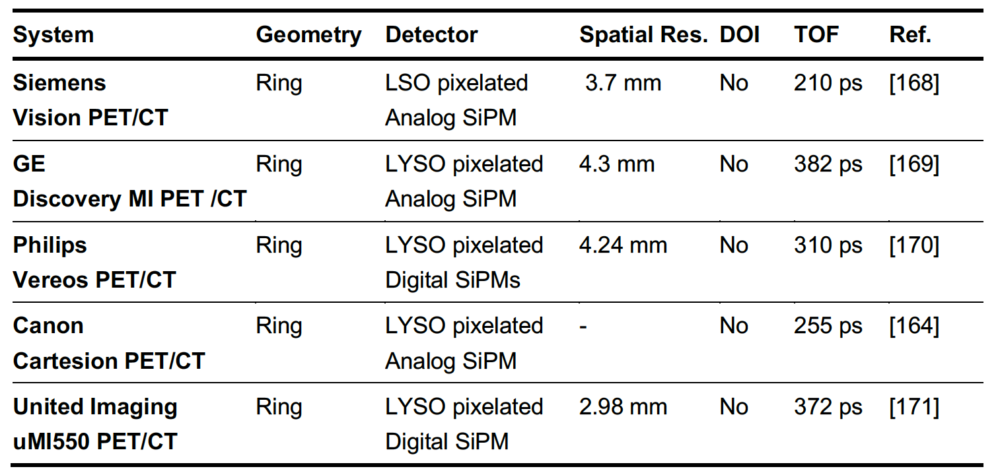 System Geometry Detector Spatial Res. DOI TOF Ref.
Siemens Ring LSO pixelated 3.7 mm No 210 ps [168]
Vision PET/CT Analog SiPM
GE Ring LYSO pixelated 4.3 mm No 382 ps [169]
Discovery MI PET /CT Analog SiPM
Philips Ring LYSO pixelated 4.24 mm No 310 ps [170]
Vereos PET/CT Digital SiPMs
Canon Ring LYSO pixelated - No 255 ps [164]
Cartesion PET/CT Analog SiPM
United Imaging Ring LYSO pixelated 2.98 mm No 372 ps [171]
uMI550 PET/CT Digital SiPM